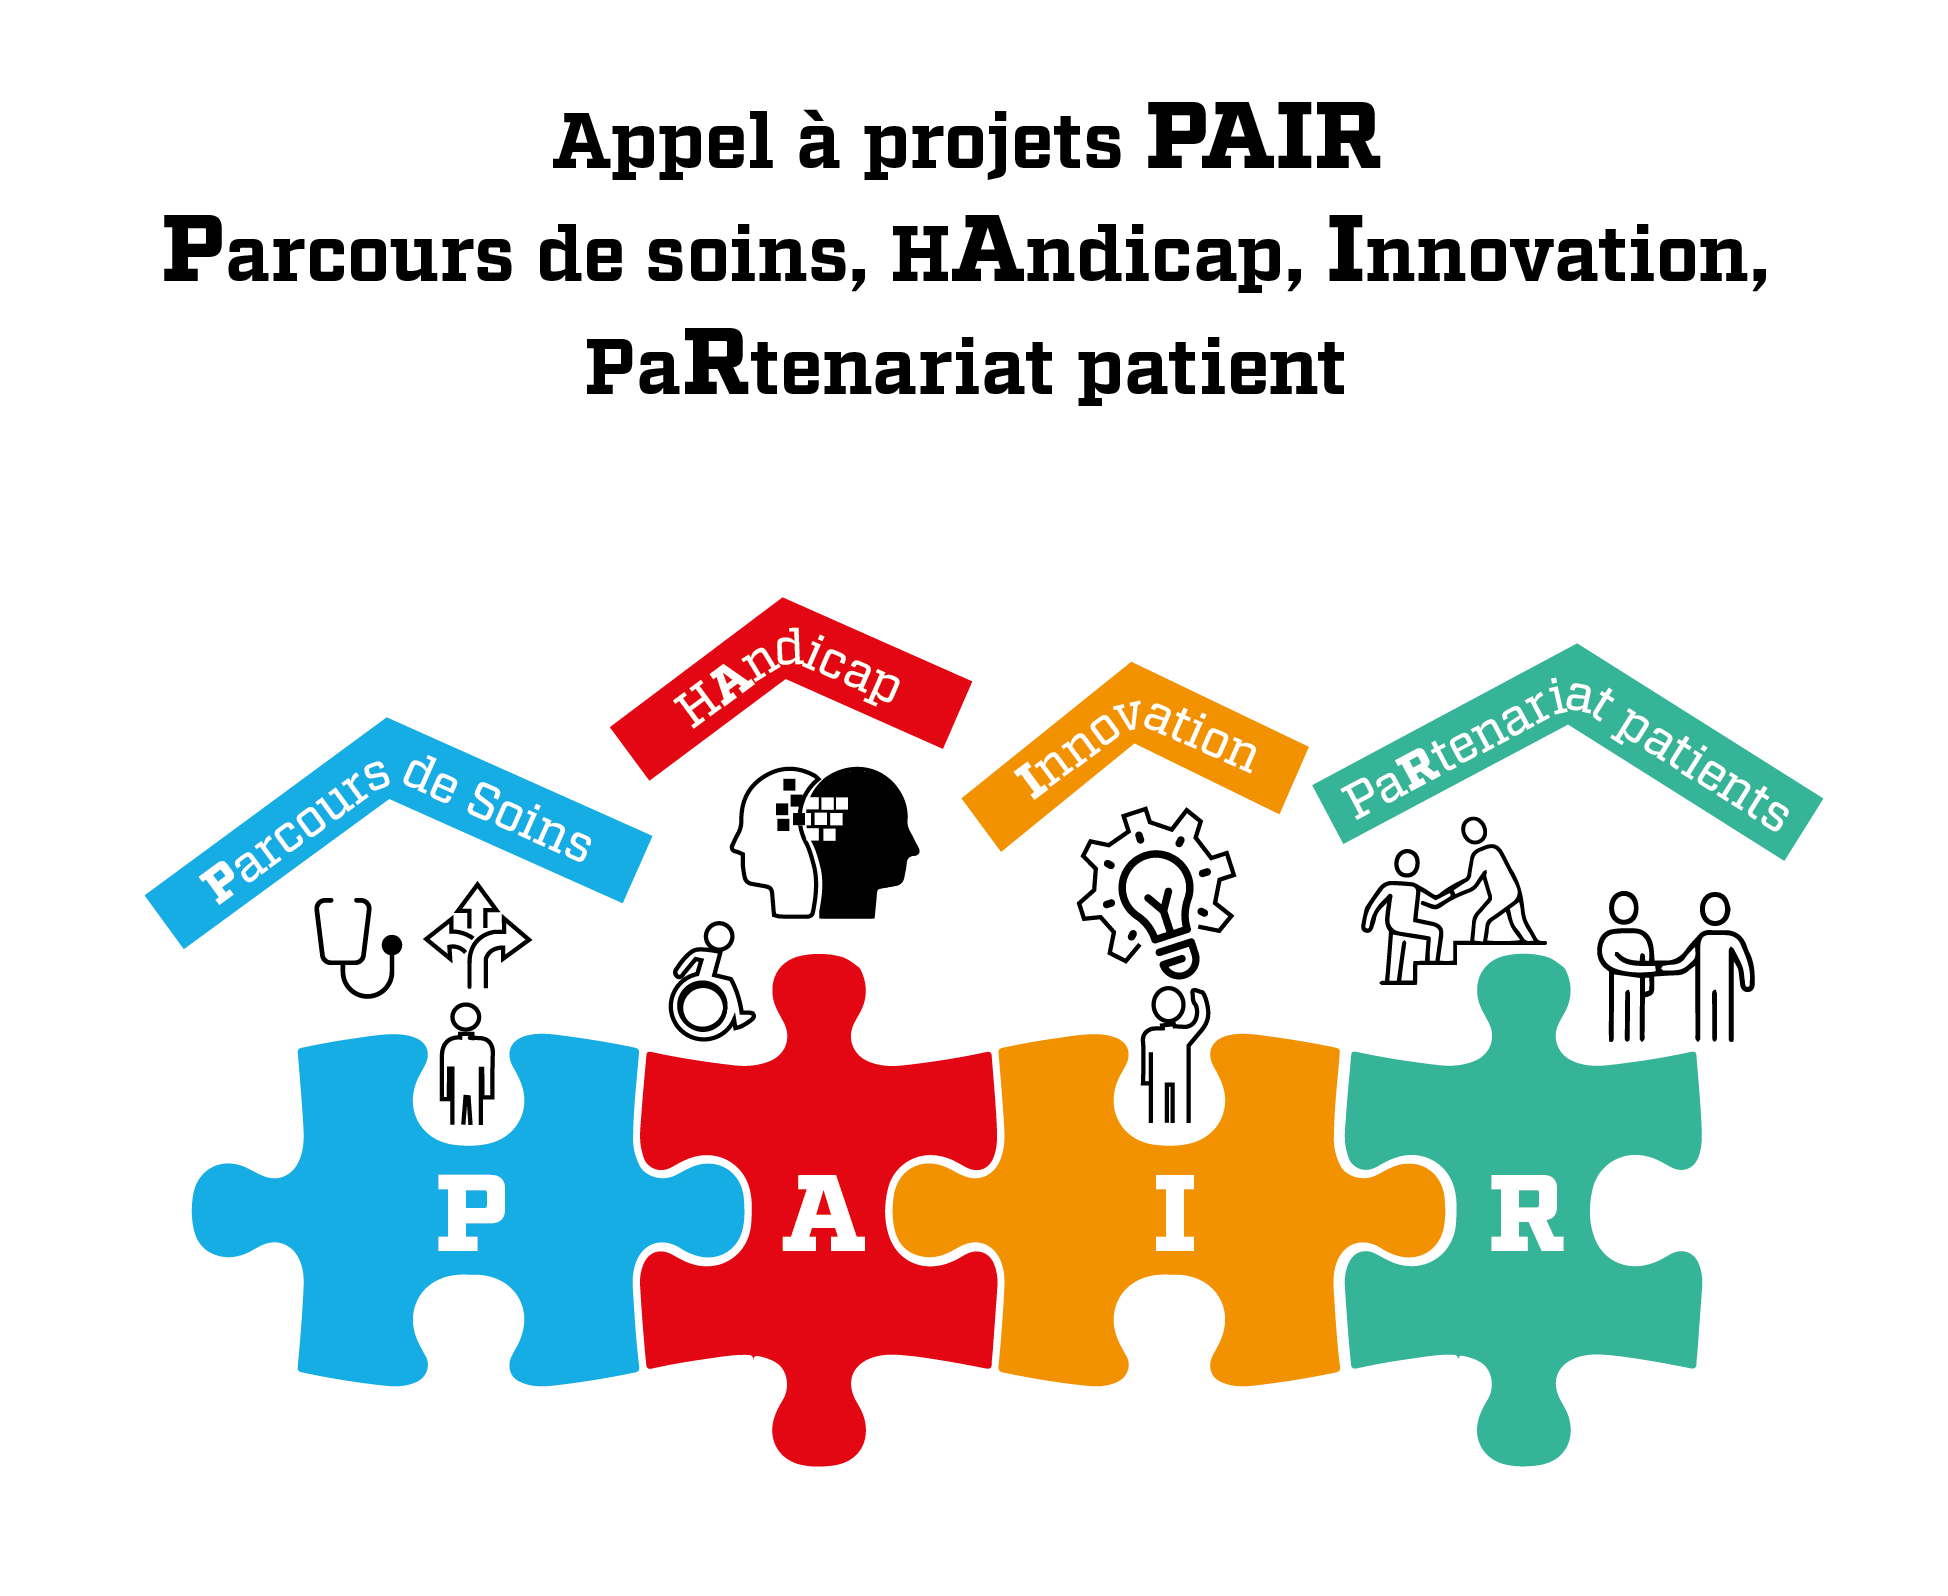 Appel à projets PAIR
Parcours de soins, HAndicap, Innovation,
PaRtenariat patient
Parcours de Soins
HAndicap
Innovation
PaRtenariat patients
P
A
I
R